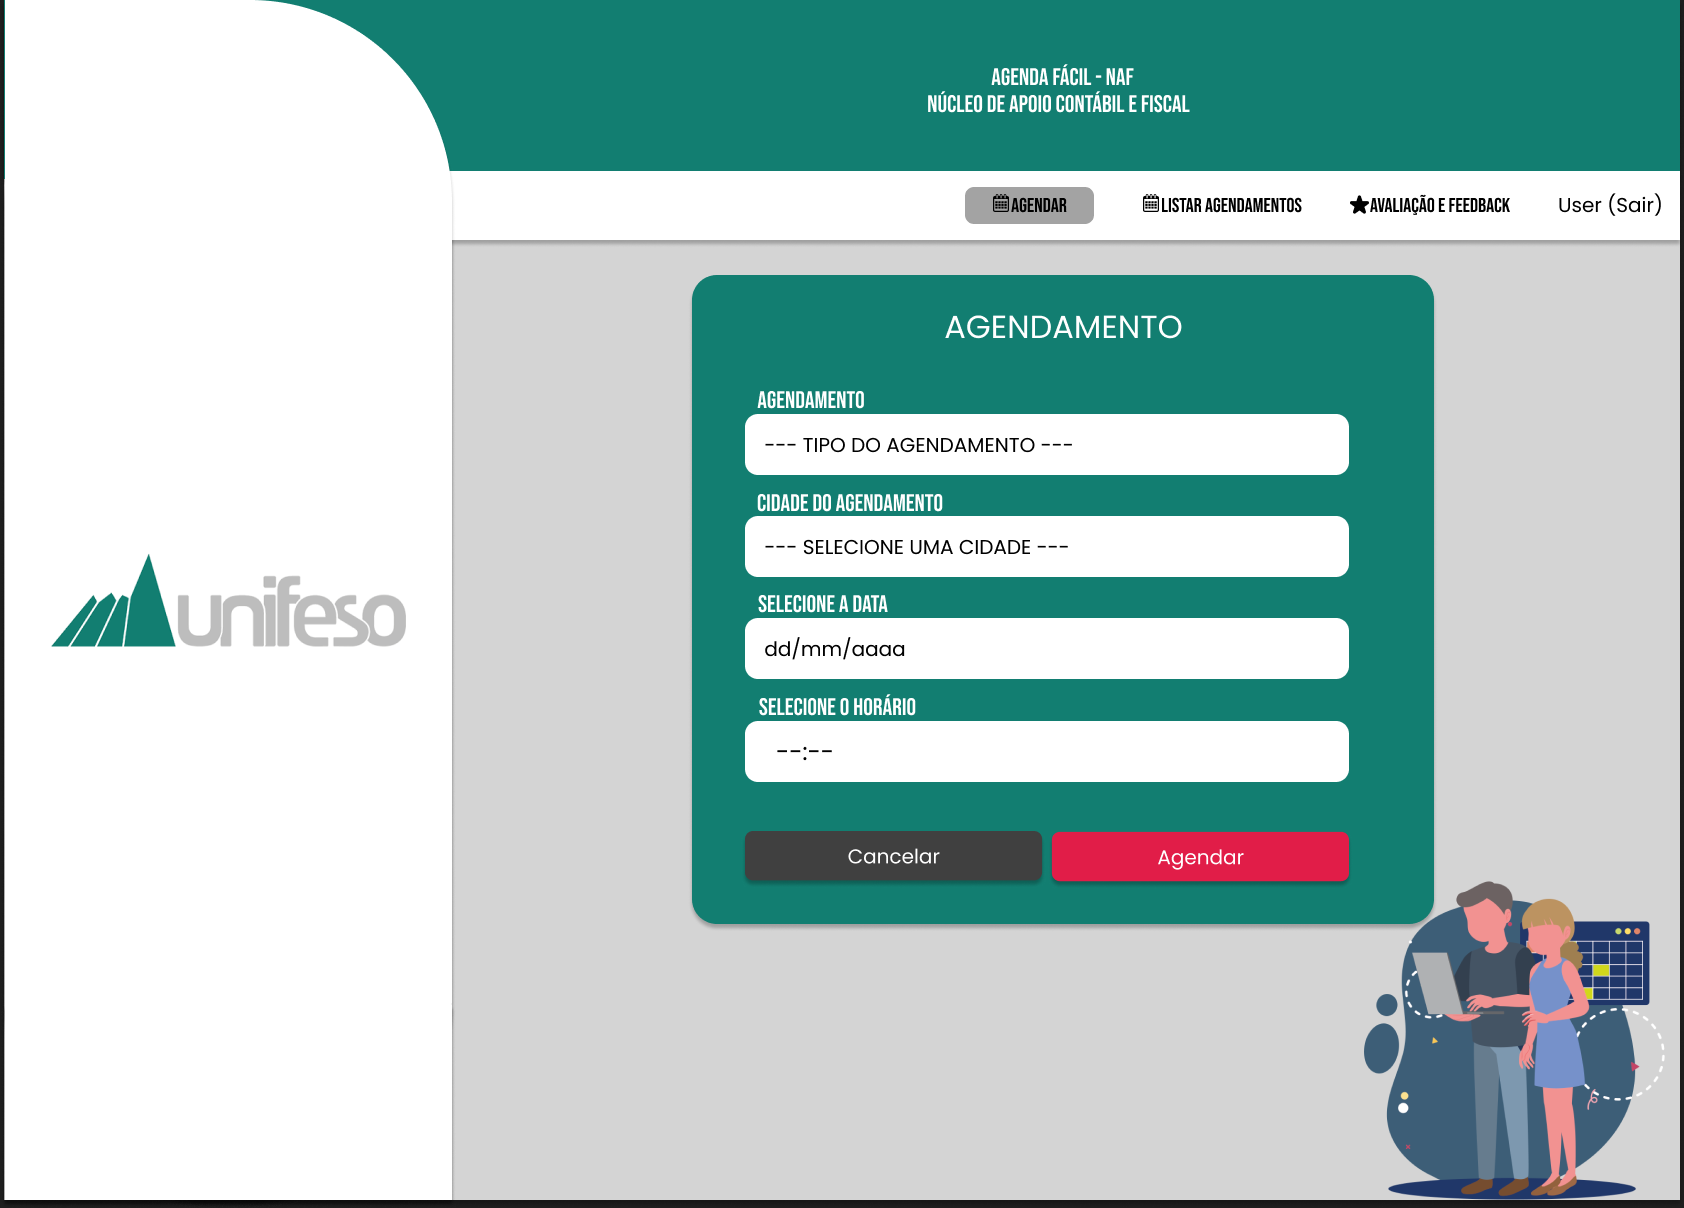 AGENDA FÁCIL - NAF
NÚCLEO DE APOIO CONTÁBIL E FISCAL
AGENDAR LISTAR AGENDAMENTOS AVALIAÇÃO E FEEDBACK User (Sair)
unifeso
AGENDAMENTO
AGENDAMENTO
--- TIPO DO AGENDAMENTO ---
CIDADE DO AGENDAMENTO
--- SELECIONE UMA CIDADE ---
SELECIONE A DATA
dd/mm/aaaa
SELECIONE O HORÁRIO
--:--
Cancelar Agendar